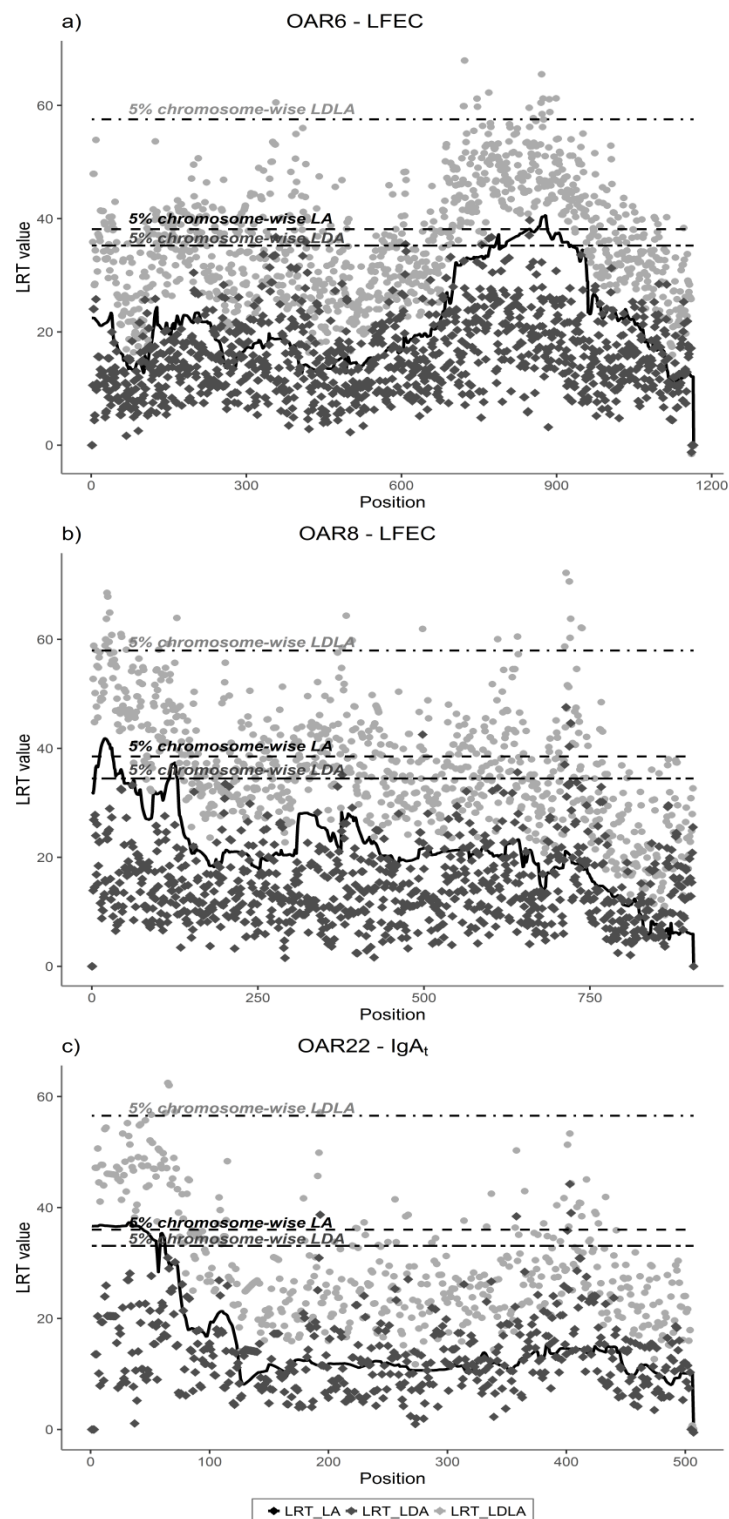 a)
OAR6 - LFEC
LRT value
60
40
20
0
5% chromosome-wise LDLA
5% chromosome-wise LA
5% chromosome-wise LDA
0 300 600 900 1200
Position
b)
OAR8 - LFEC
LRT value
60
40
20
0
5% chromosome-wise LDLA
5% chromosome-wise LA
5% chromosome-wise LDA
0 250 500 750
Position
c)
OAR22 - IgAt
LRT value
60
40
20
0
5% chromosome-wise LDLA
5% chromosome-wise LA
5% chromosome-wise LDA
0 100 200 300 400 500
Position
LRT_LA LRT_LDA LRT_LDLA